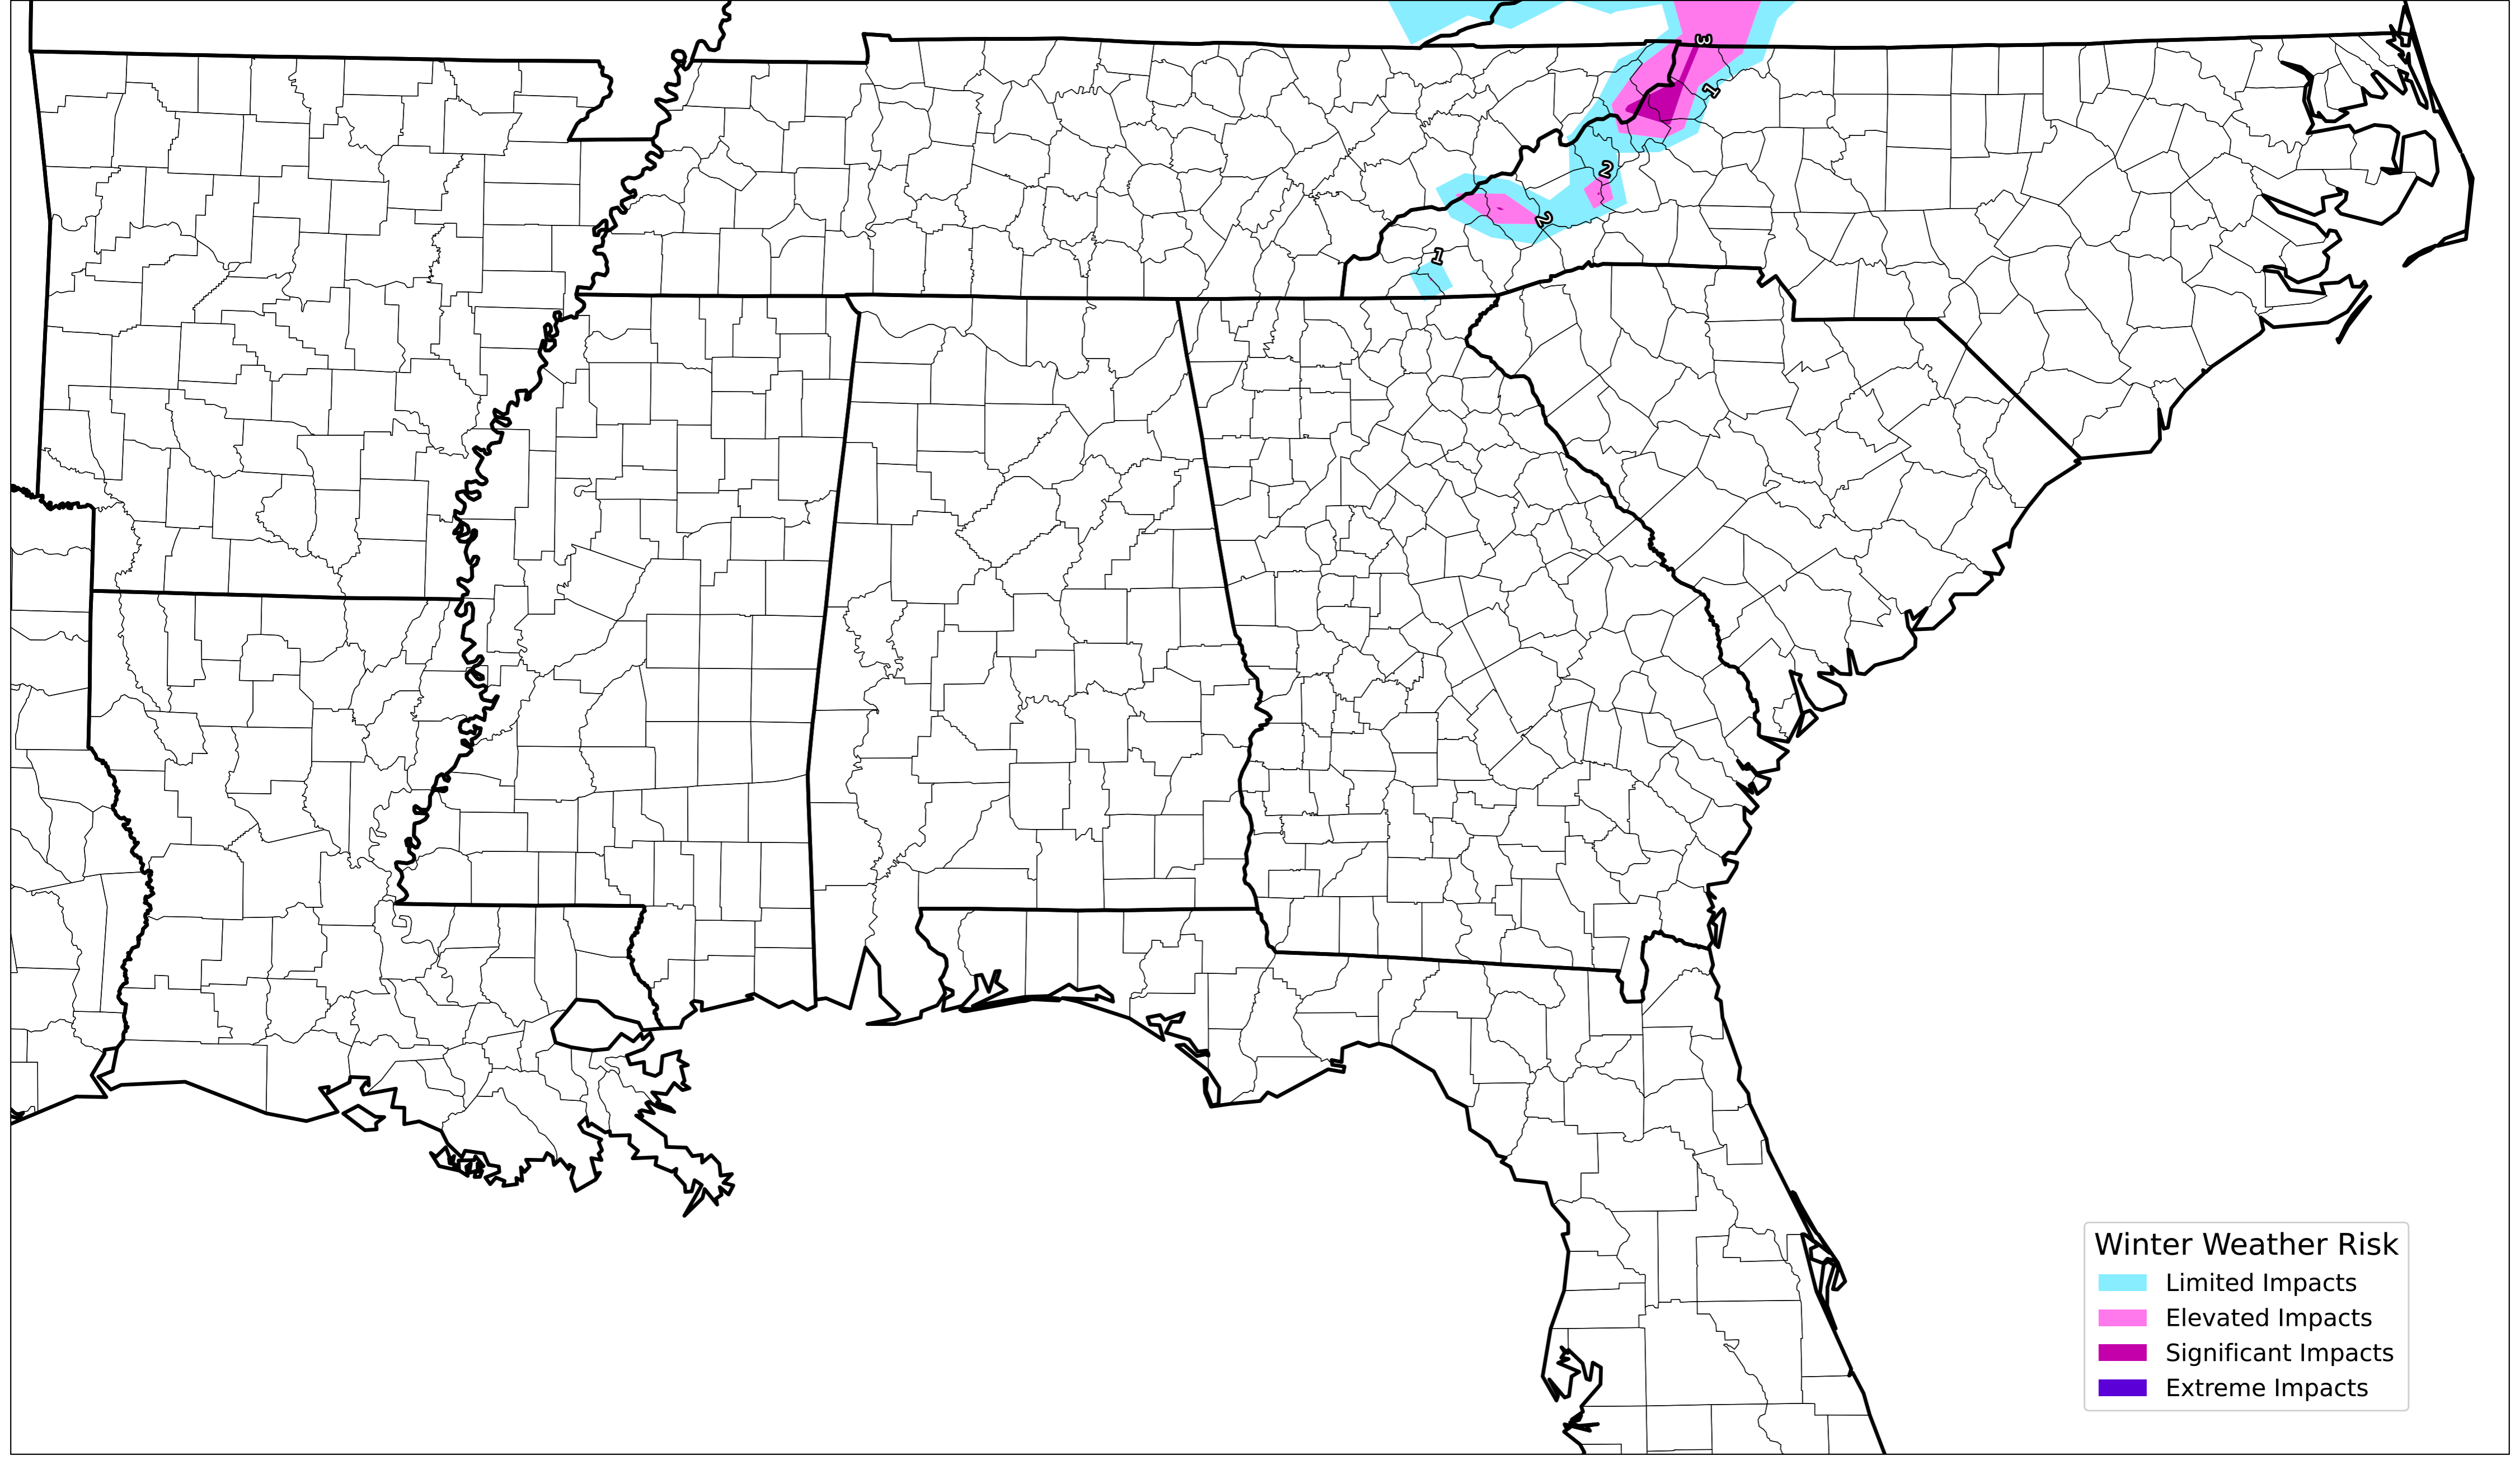 3
1
2
2
1
Winter Weather Risk
Limited Impacts
Elevated Impacts
Significant Impacts
Extreme Impacts